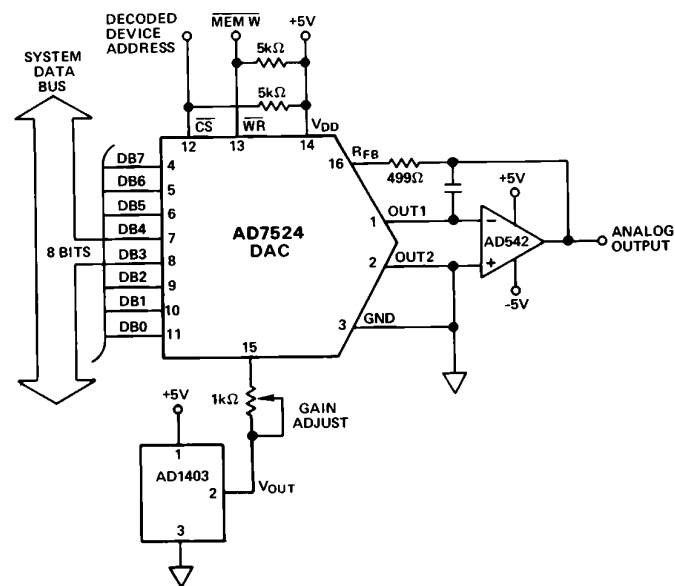 DECODED
DEVICE
ADDRESS
MEM W
+5V
5kΩ
5kΩ
SYSTEM
DATA
BUS
CS
WR
VDD
12
13
14
DB7 4
DB6 5
DB5 6
DB4 7
DB3 8
DB2 9
DB1 10
DB0 11
8 BITS
AD7524
DAC
16
RFB
499Ω
1
OUT1
2
OUT2
3
GND
15
+5V
-
AD542
+
-5V
ANALOG
OUTPUT
1kΩ
GAIN
ADJUST
+5V
1
AD1403
2
VOUT
3